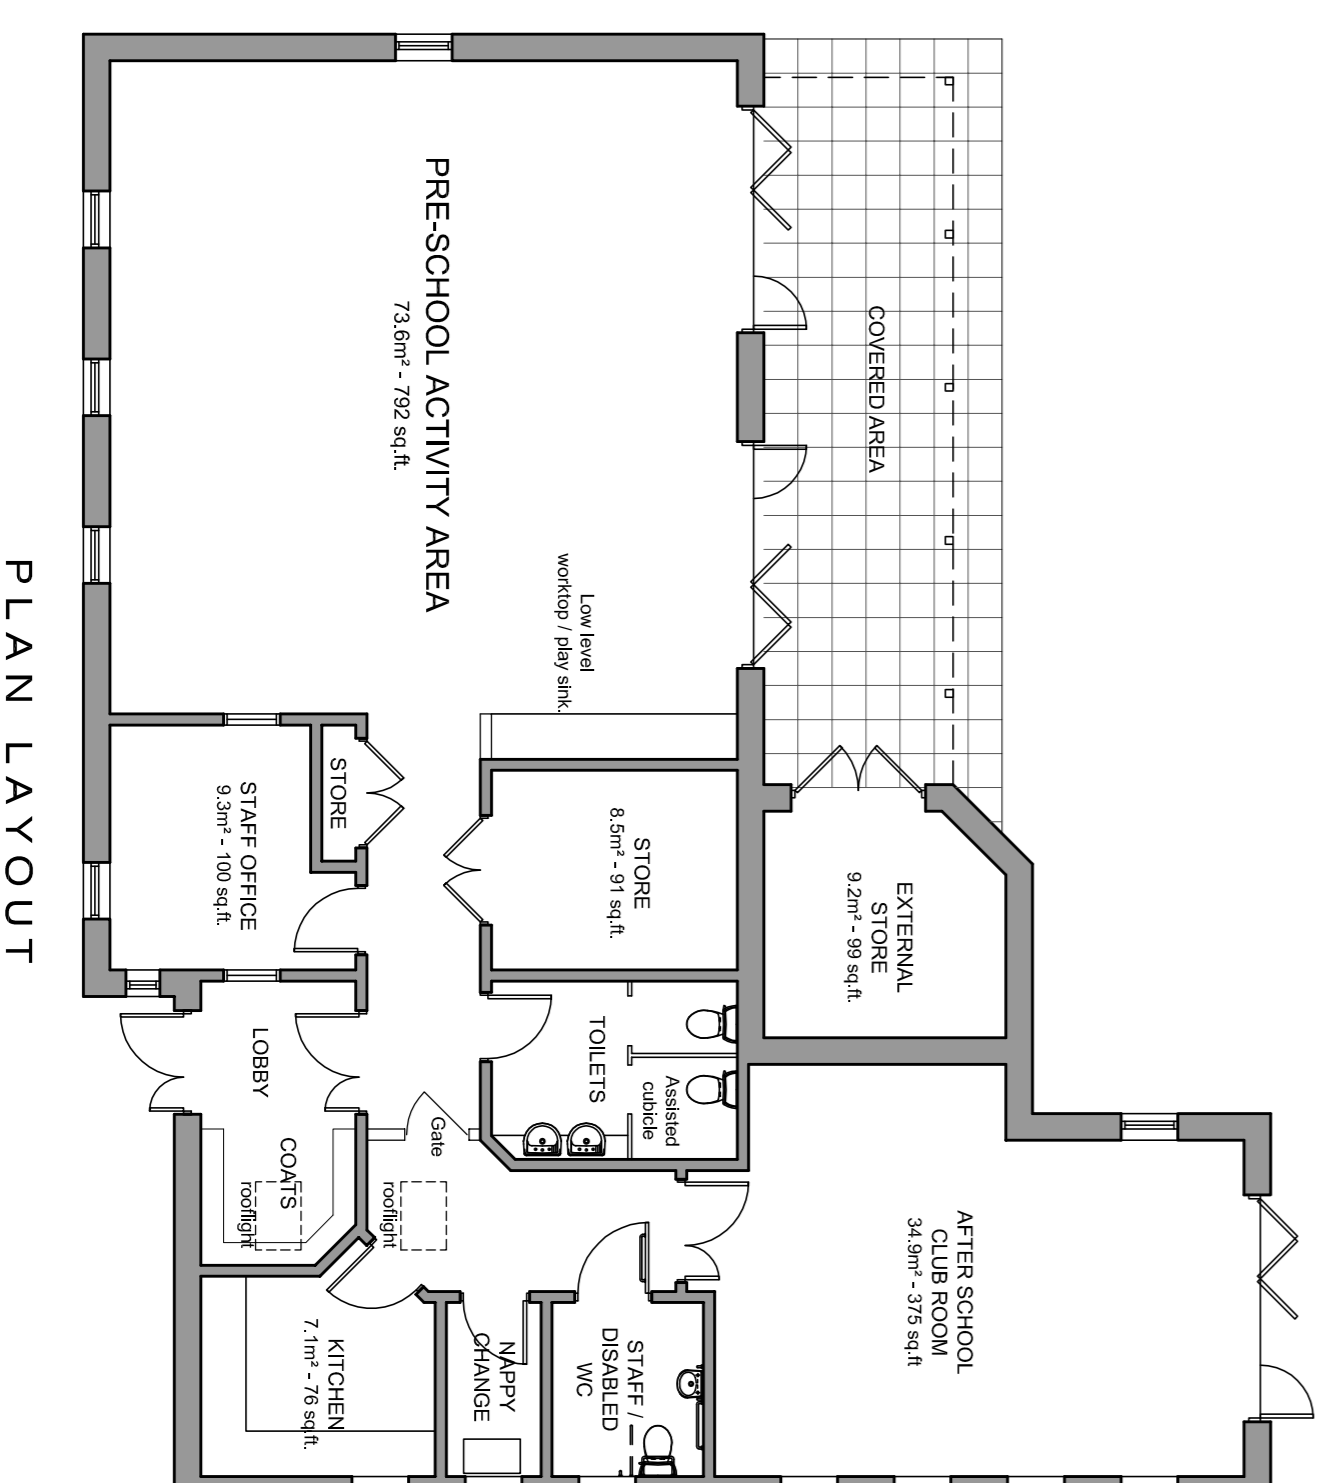 PRE-SCHOOL ACTIVITY AREA
73.6m² - 792 sq.ft.
COVERED AREA
Low level
worktop / play sink.
STORE
STAFF OFFICE
9.3m² - 100 sq.ft.
STORE
8.5m² - 91 sq.ft.
EXTERNAL
STORE
9.2m² - 99 sq.ft.
LOBBY
TOILETS
Assisted
cubicle
Gate
COATS
rooflight
rooflight
AFTER SCHOOL
CLUB ROOM
34.9m² - 375 sq.ft
KITCHEN
7.1m² - 76 sq.ft.
NAPPY
CHANGE
STAFF /
DISABLED
WC
PLAN LAYOUT